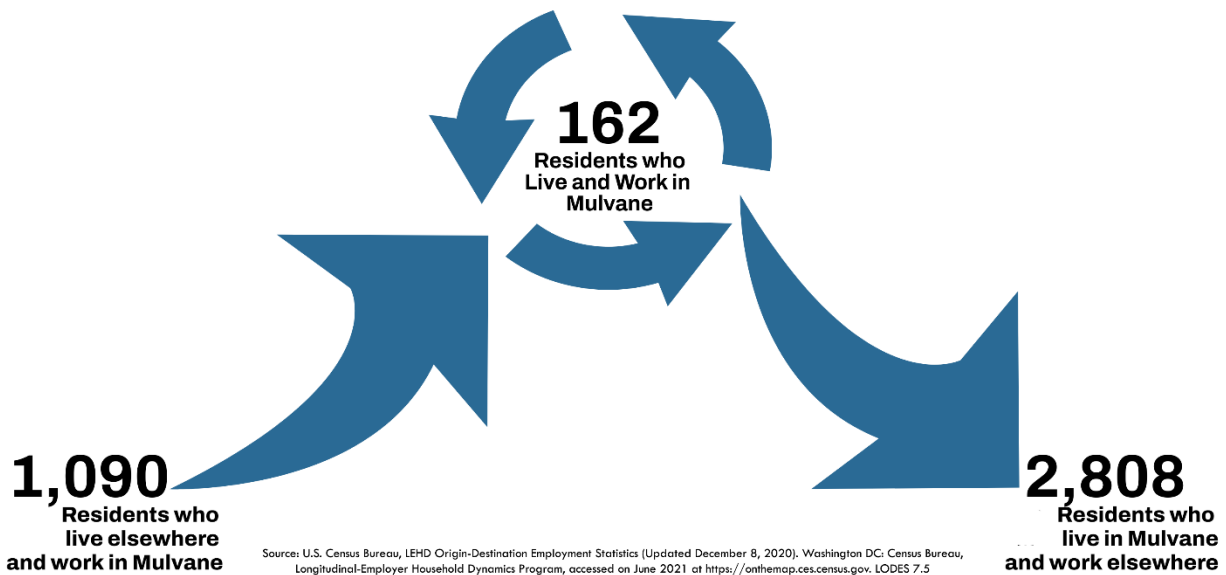 162
Residents who
Live and Work in
Mulvane
1,090
Residents who
live elsewhere
and work in Mulvane
2,808
Residents who
live in Mulvane
and work elsewhere
Source: U.S. Census Bureau, LEHD Origin-Destination Employment Statistics (Updated December 8, 2020). Washington DC: Census Bureau,
Longitudinal-Employer Household Dynamics Program, accessed on June 2021 at https://onthemap.ces.census.gov. LODES 7.5